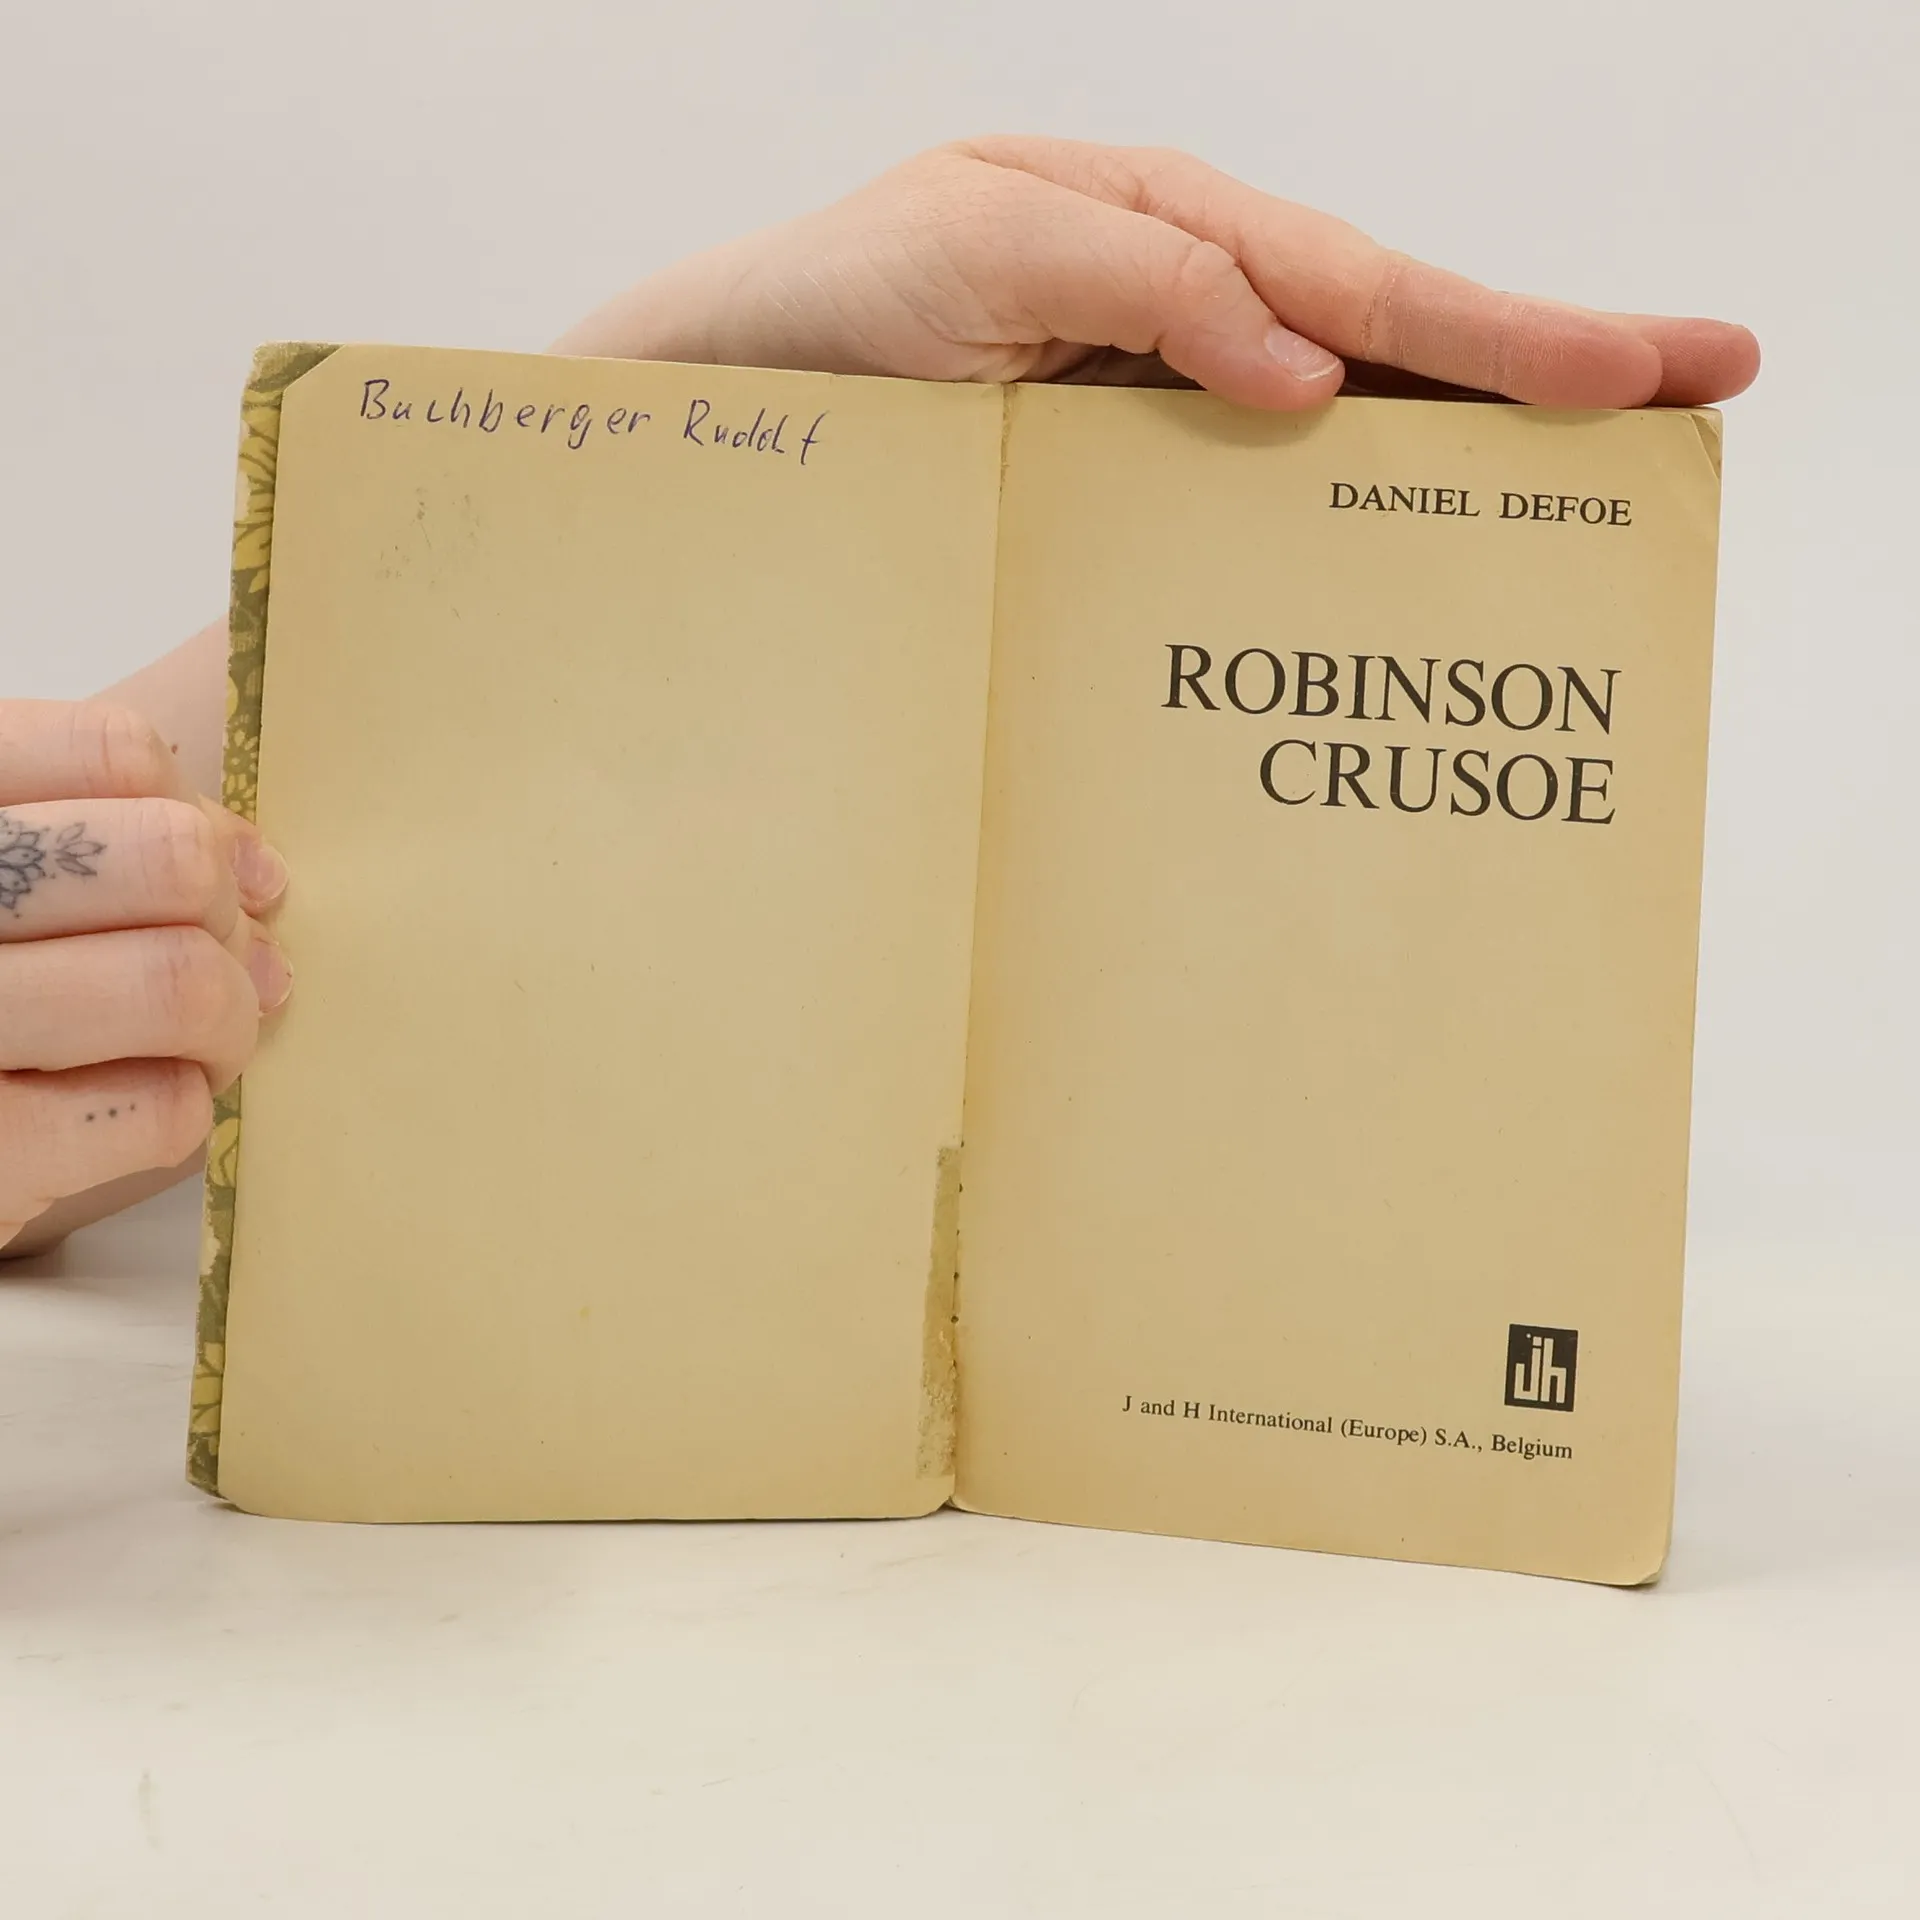 Buchberger Rudolf
DANIEL DEFOE
ROBINSON
CRUSOE
jh
J and H International (Europe) S.A., Belgium